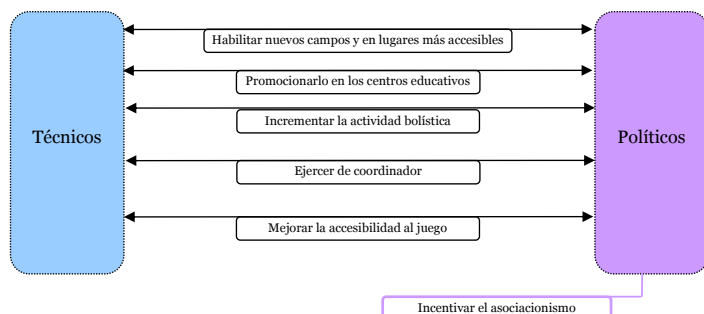 Habilitar nuevos campos y en lugares más accesibles
Promocionarlo en los centros educativos
Incrementar la actividad bolística
Técnicos
Políticos
Ejercer de coordinador
Mejorar la accesibilidad al juego
Incentivar el asociacionismo